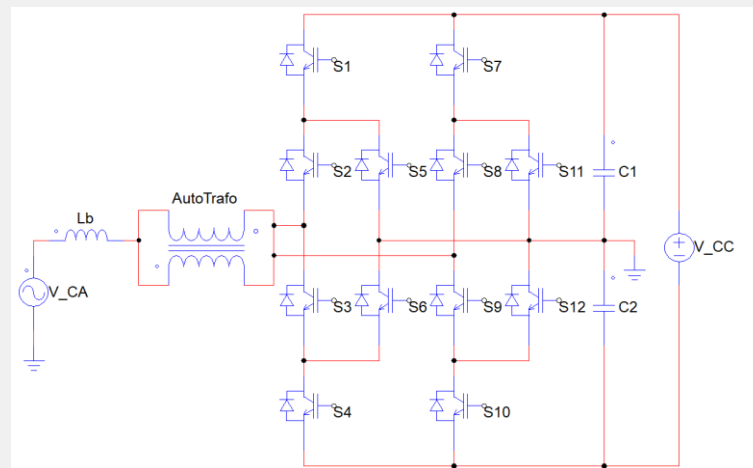 S1
S7
S2
S5
S8
S11
C1
AutoTrafo
Lb
V_CC
V_CA
S3
S6
S9
S12
C2
S4
S10